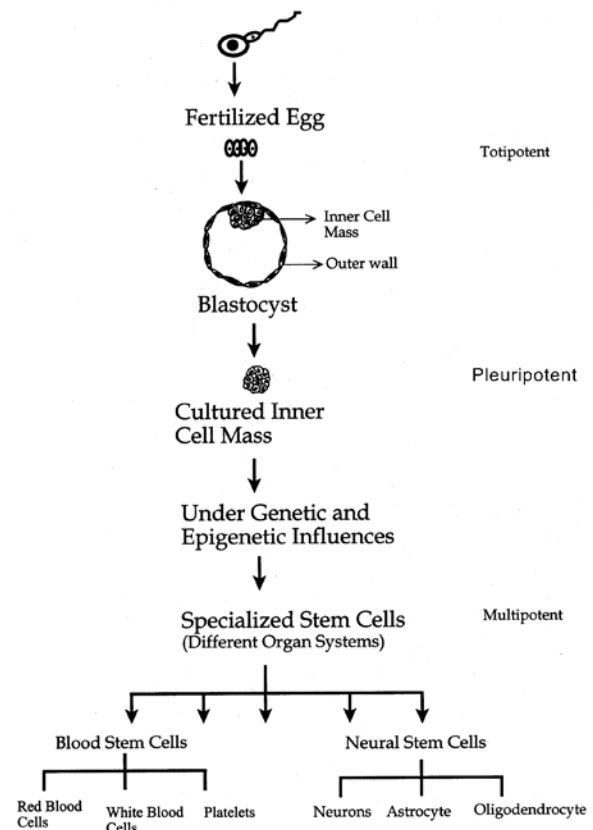 Fertilized Egg
Totipotent
Inner Cell
Mass
Outer wall
Blastocyst
Pleuripotent
Cultured Inner
Cell Mass
Under Genetic and
Epigenetic Influences
Specialized Stem Cells
(Different Organ Systems)
Multipotent
Blood Stem Cells
Neural Stem Cells
Red Blood
Cells
White Blood
Cells
Platelets
Neurons
Astrocyte
Oligodendrocyte